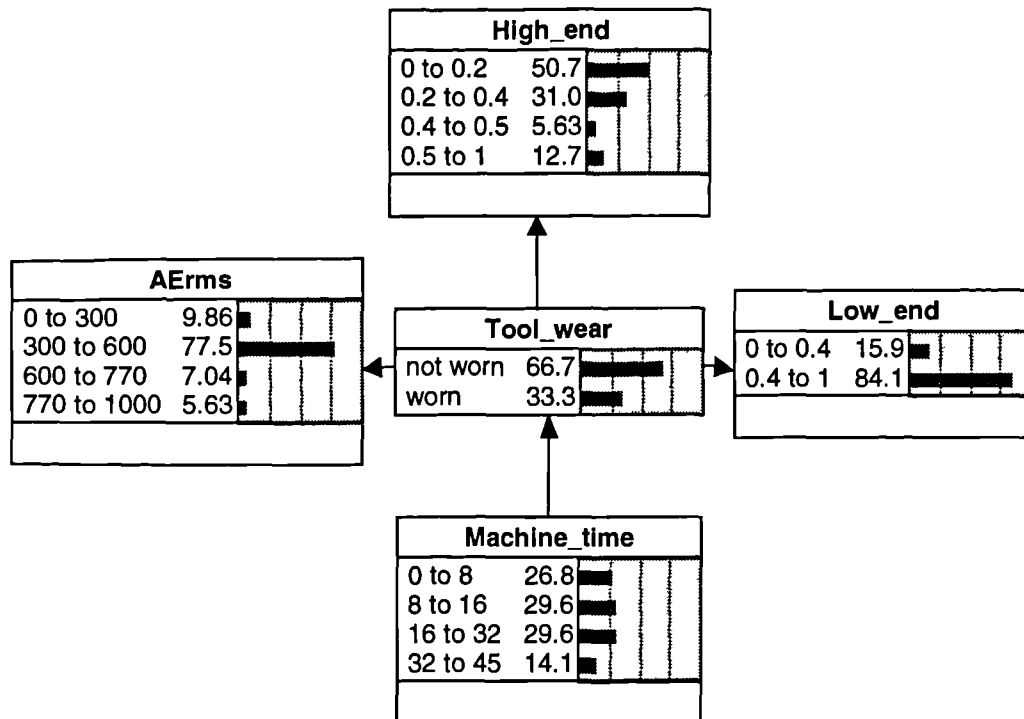 High_end
0 to 0.2 50.7
0.2 to 0.4 31.0
0.4 to 0.5 5.63
0.5 to 1 12.7
AErms
0 to 300 9.86
300 to 600 77.5
600 to 770 7.04
770 to 1000 5.63
Tool_wear
not worn 66.7
worn 33.3
Low_end
0 to 0.4 15.9
0.4 to 1 84.1
Machine_time
0 to 8 26.8
8 to 16 29.6
16 to 32 29.6
32 to 45 14.1